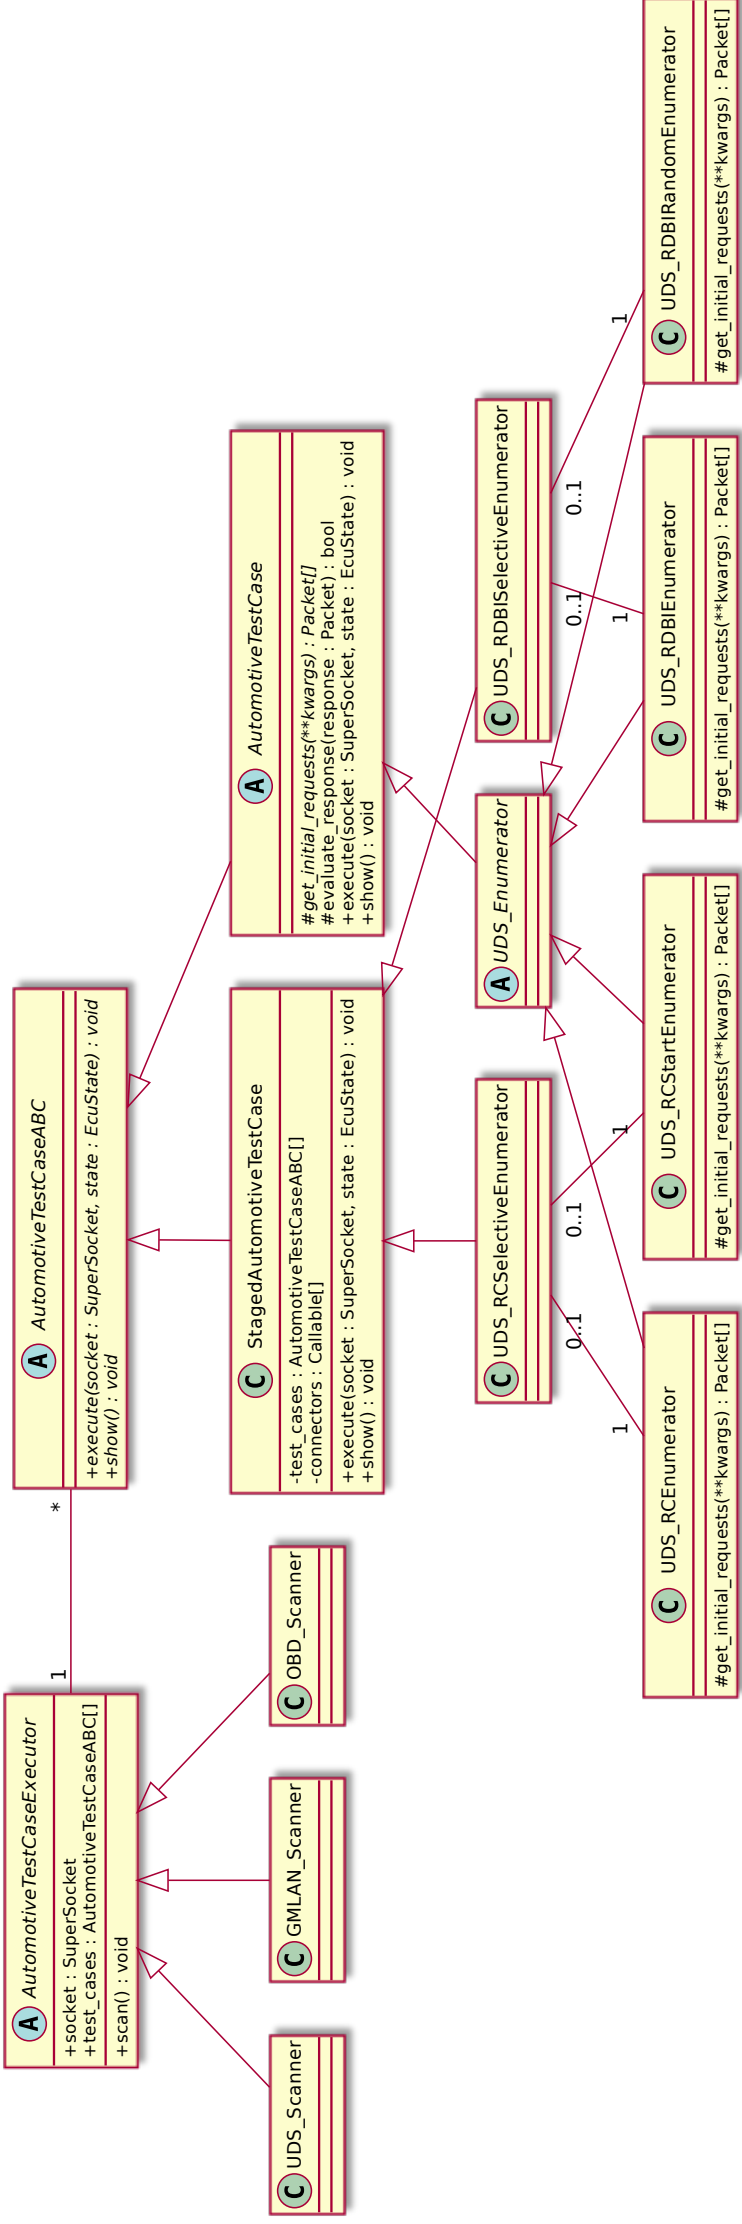 A AutomotiveTestCaseExecutor
+socket : SuperSocket
+test_cases : AutomotiveTestCaseABC[]
+scan() : void
1
*
A AutomotiveTestCaseABC
+execute(socket : SuperSocket, state : EcuState) : void
+show() : void
C UDS_Scanner
C GMLAN_Scanner
C OBD_Scanner
C StagedAutomotiveTestCase
-test_cases : AutomotiveTestCaseABC[]
-connectors : Callable[]
+execute(socket : SuperSocket, state : EcuState) : void
+show() : void
A AutomotiveTestCase
#get_initial_requests(**kwargs) : Packet[]
#evaluate_response(response : Packet) : bool
+execute(socket : SuperSocket, state : EcuState) : void
+show() : void
C UDS_RCSelectiveEnumerator
A UDS_Enumerator
C UDS_RDBISelectiveEnumerator
0..1
0..1
0..1
0..1
1
1
1
1
C UDS_RCEnumerator
#get_initial_requests(**kwargs) : Packet[]
C UDS_RCStartEnumerator
#get_initial_requests(**kwargs) : Packet[]
C UDS_RDBIEnumerator
#get_initial_requests(**kwargs) : Packet[]
C UDS_RDBIRandomEnumerator
#get_initial_requests(**kwargs) : Packet[]